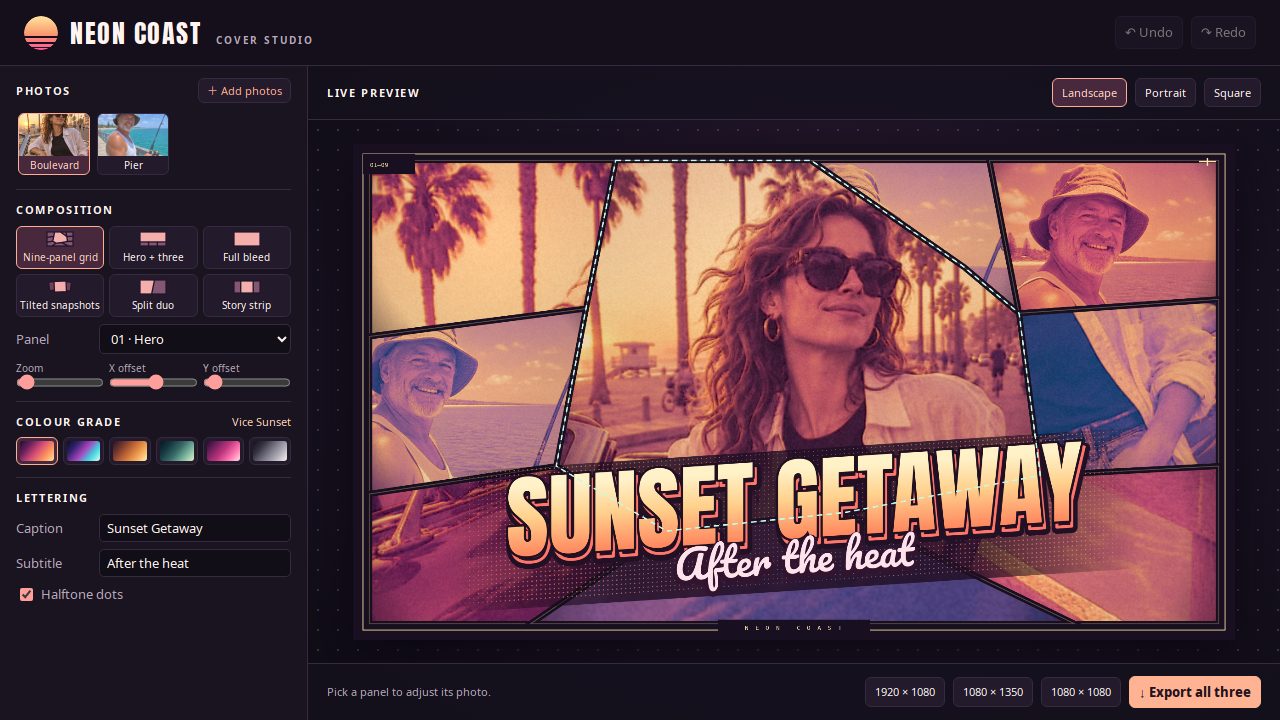 NEON COAST COVER STUDIO
↶ Undo ↷ Redo
PHOTOS
+ Add photos
Boulevard Pier
COMPOSITION
Nine-panel grid Hero + three Full bleed
Tilted snapshots Split duo Story strip
Panel 01 · Hero
Zoom X offset Y offset
COLOUR GRADE Vice Sunset
LETTERING
Caption Sunset Getaway
Subtitle After the heat
Halftone dots
LIVE PREVIEW
Landscape Portrait Square
01—09
SUNSET GETAWAY
After the heat
NEON COAST
Pick a panel to adjust its photo.
1920 × 1080 1080 × 1350 1080 × 1080 ↓ Export all three